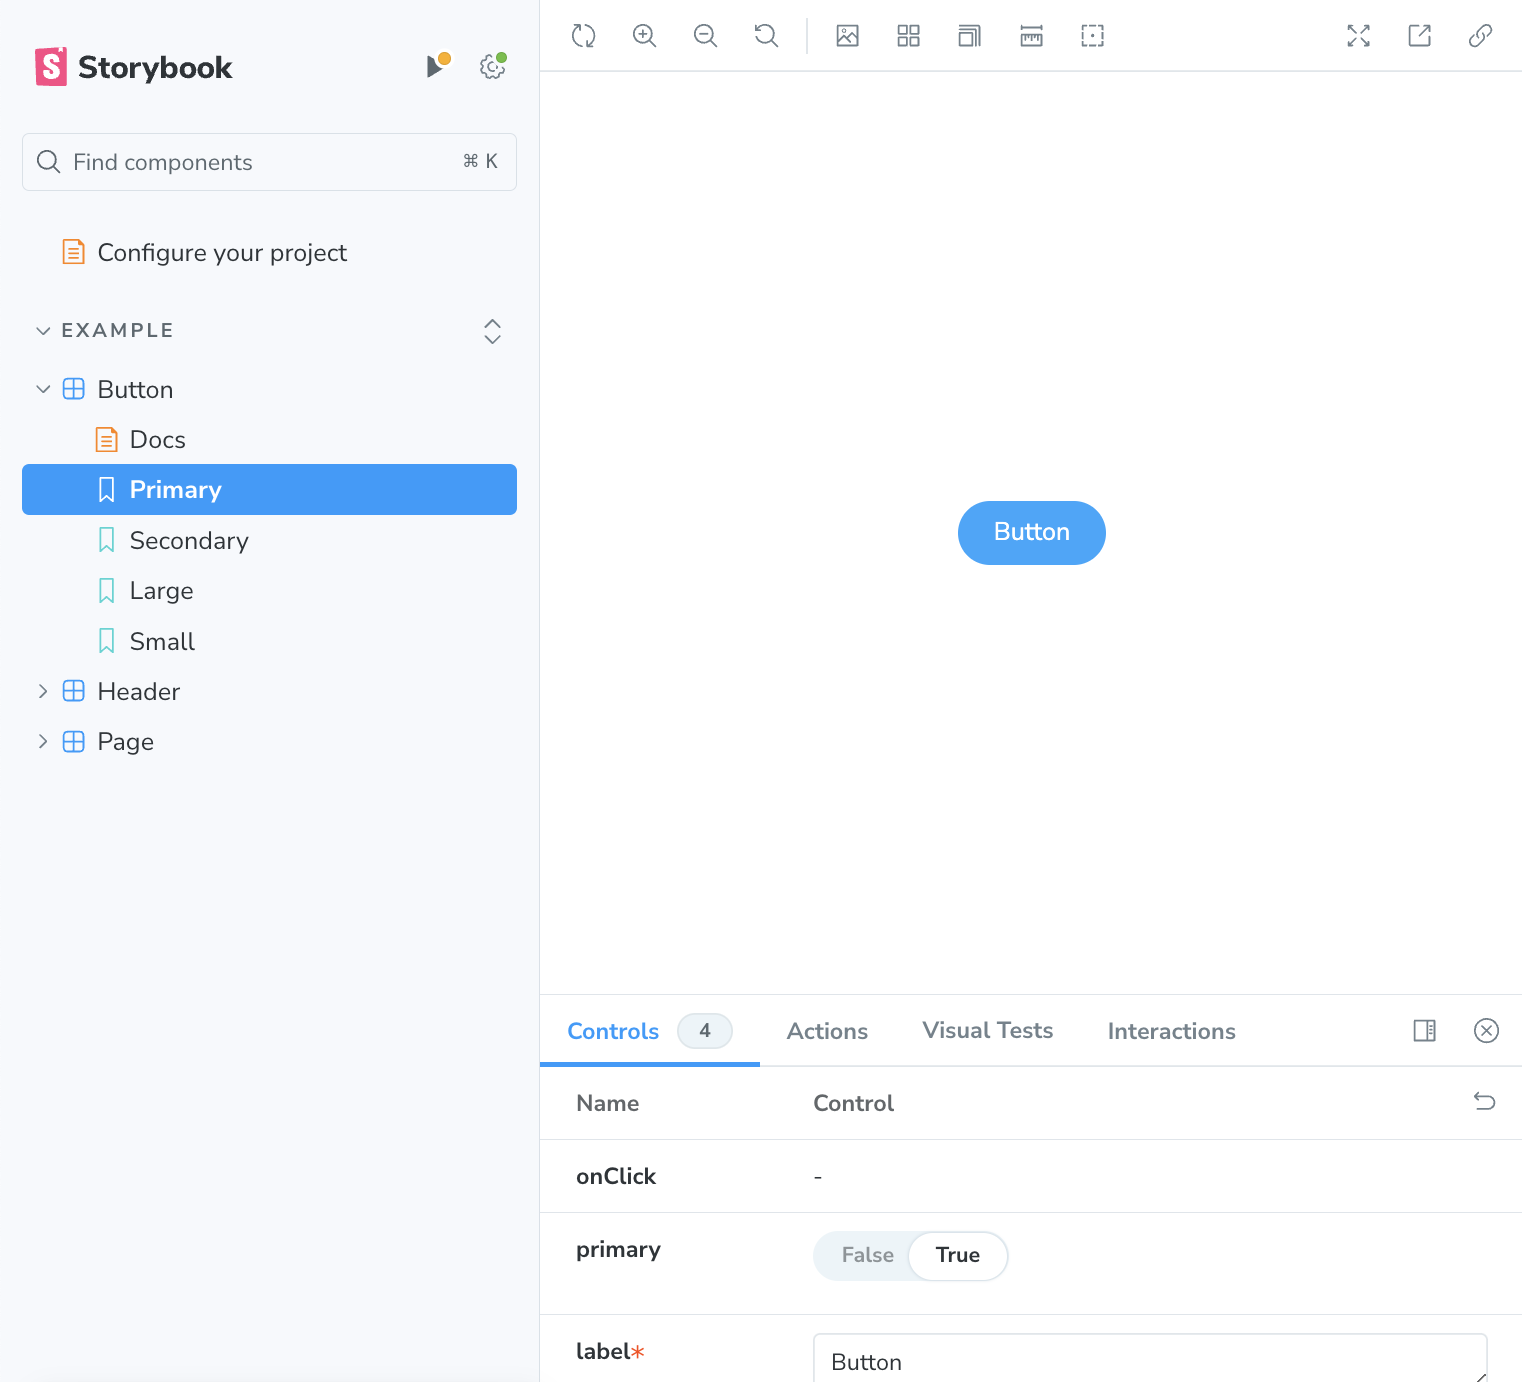 Storybook
Find components
⌘ K
Configure your project
EXAMPLE
Button
Docs
Primary
Secondary
Large
Small
Header
Page
Button
Controls 4 Actions Visual Tests Interactions
Name Control
onClick -
primary False True
label* Button